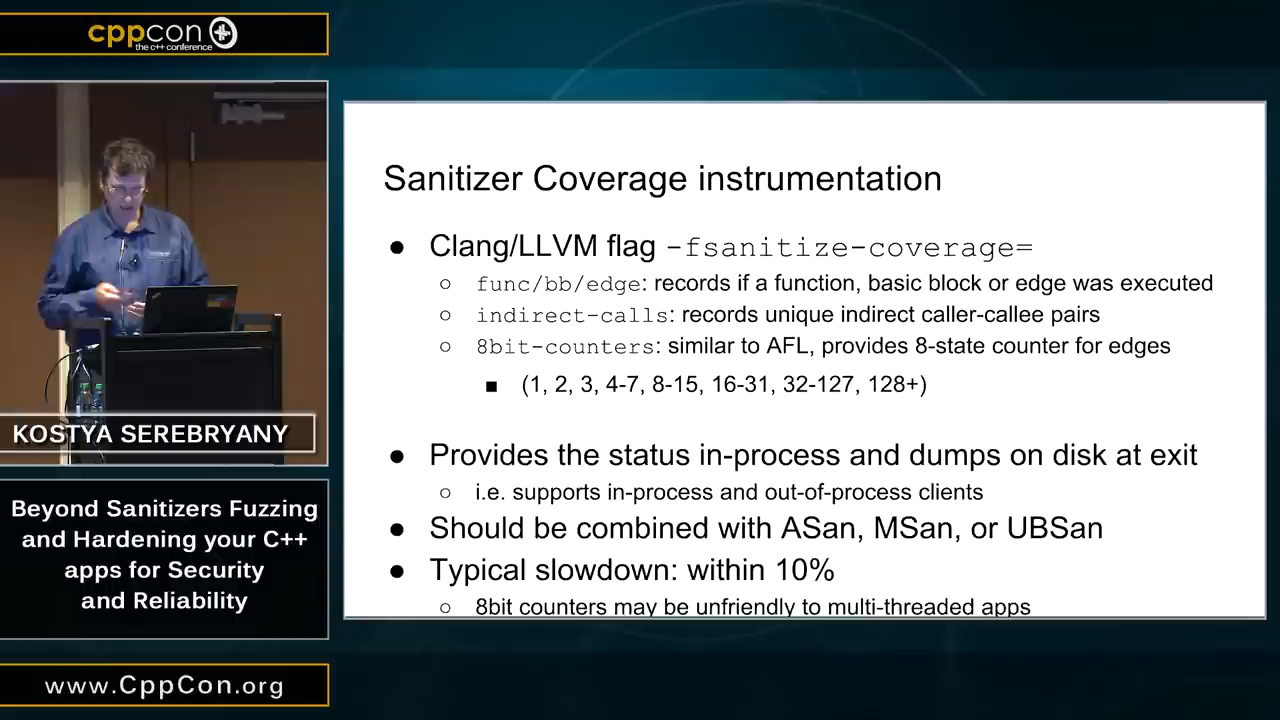 cppcon
the c++ conference
KOSTYA SEREBRYANY
Beyond Sanitizers Fuzzing
and Hardening your C++
apps for Security
and Reliability
www.CppCon.org
Sanitizer Coverage instrumentation
● Clang/LLVM flag -fsanitize-coverage=
○ func/bb/edge: records if a function, basic block or edge was executed
○ indirect-calls: records unique indirect caller-callee pairs
○ 8bit-counters: similar to AFL, provides 8-state counter for edges
■ (1, 2, 3, 4-7, 8-15, 16-31, 32-127, 128+)
● Provides the status in-process and dumps on disk at exit
○ i.e. supports in-process and out-of-process clients
● Should be combined with ASan, MSan, or UBSan
● Typical slowdown: within 10%
○ 8bit counters may be unfriendly to multi-threaded apps